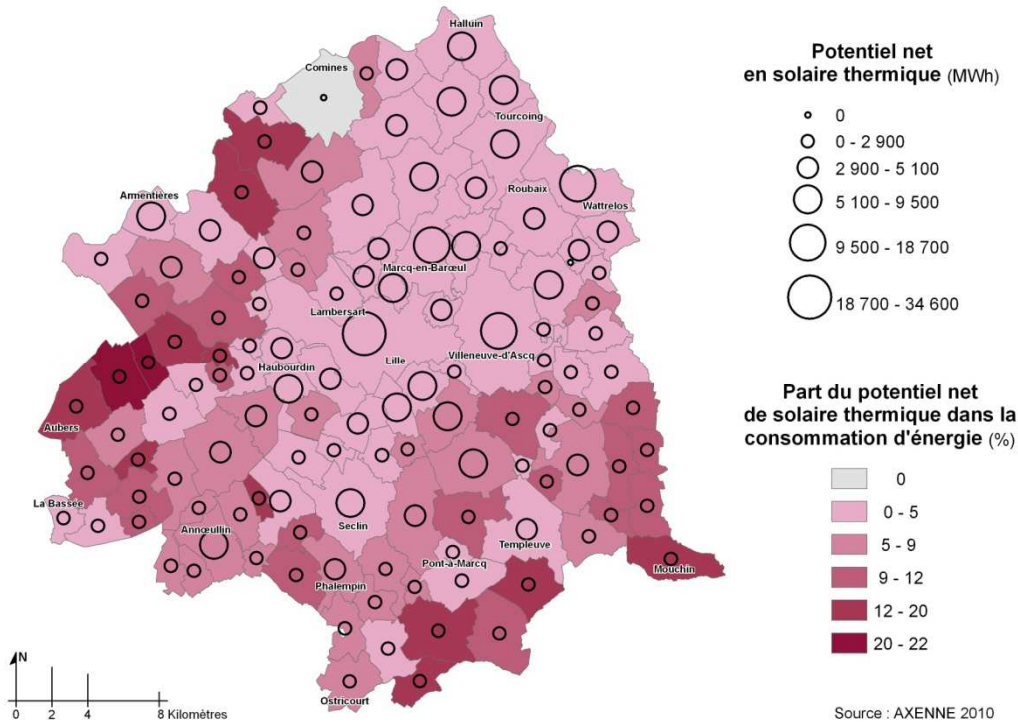 Halluin
Comines
Tourcoing
Armentières
Roubaix
Wattrelos
Marcq-en-Barœul
Lambersart
Lille
Villeneuve-d'Ascq
Haubourdin
Aubers
La Bassée
Seclin
Annœullin
Templeuve
Pont-à-Marcq
Phalempin
Mouchin
Ostricourt
N
0 2 4 8 Kilomètres
Potentiel net
en solaire thermique (MWh)
0
0 - 2 900
2 900 - 5 100
5 100 - 9 500
9 500 - 18 700
18 700 - 34 600
Part du potentiel net
de solaire thermique dans la
consommation d'énergie (%)
0
0 - 5
5 - 9
9 - 12
12 - 20
20 - 22
Source : AXENNE 2010